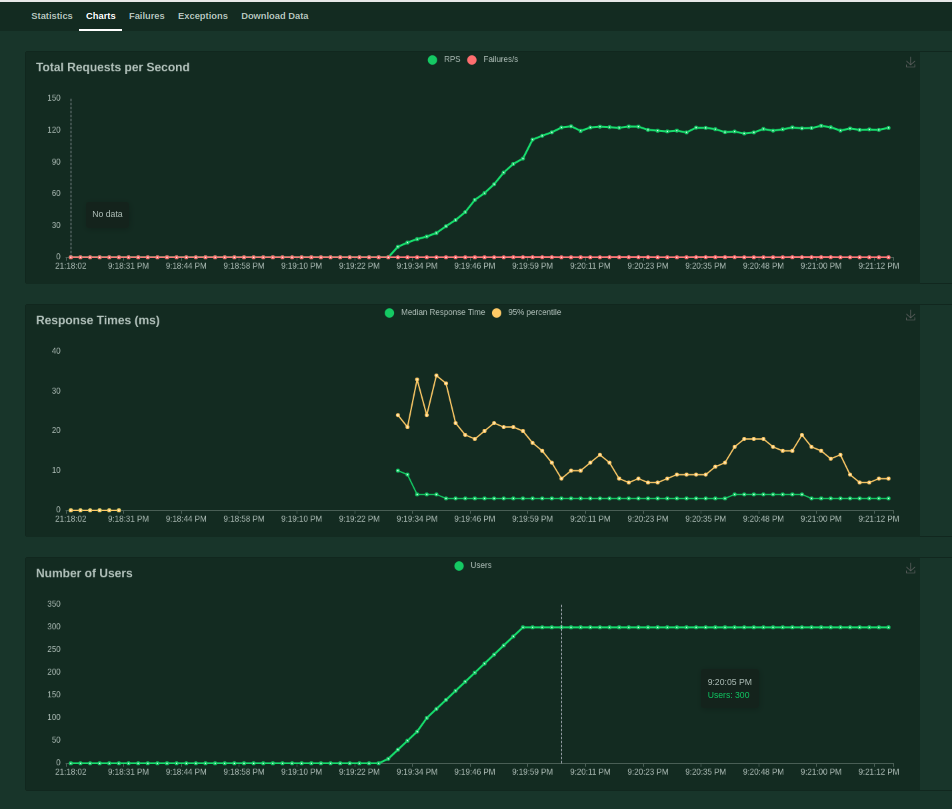 Statistics Charts Failures Exceptions Download Data
RPS Failures/s
Total Requests per Second
150
120
90
60
No data
30
0
21:18:02 9:18:31 PM 9:18:44 PM 9:18:58 PM 9:19:10 PM 9:19:22 PM 9:19:34 PM 9:19:46 PM 9:19:59 PM 9:20:11 PM 9:20:23 PM 9:20:35 PM 9:20:48 PM 9:21:00 PM 9:21:12 PM
Median Response Time 95% percentile
Response Times (ms)
40
30
20
10
0
21:18:02 9:18:31 PM 9:18:44 PM 9:18:58 PM 9:19:10 PM 9:19:22 PM 9:19:34 PM 9:19:46 PM 9:19:59 PM 9:20:11 PM 9:20:23 PM 9:20:35 PM 9:20:48 PM 9:21:00 PM 9:21:12 PM
Users
Number of Users
350
300
250
200
9:20:05 PM
150
Users: 300
100
50
0
21:18:02 9:18:31 PM 9:18:44 PM 9:18:58 PM 9:19:10 PM 9:19:22 PM 9:19:34 PM 9:19:46 PM 9:19:59 PM 9:20:11 PM 9:20:23 PM 9:20:35 PM 9:20:48 PM 9:21:00 PM 9:21:12 PM